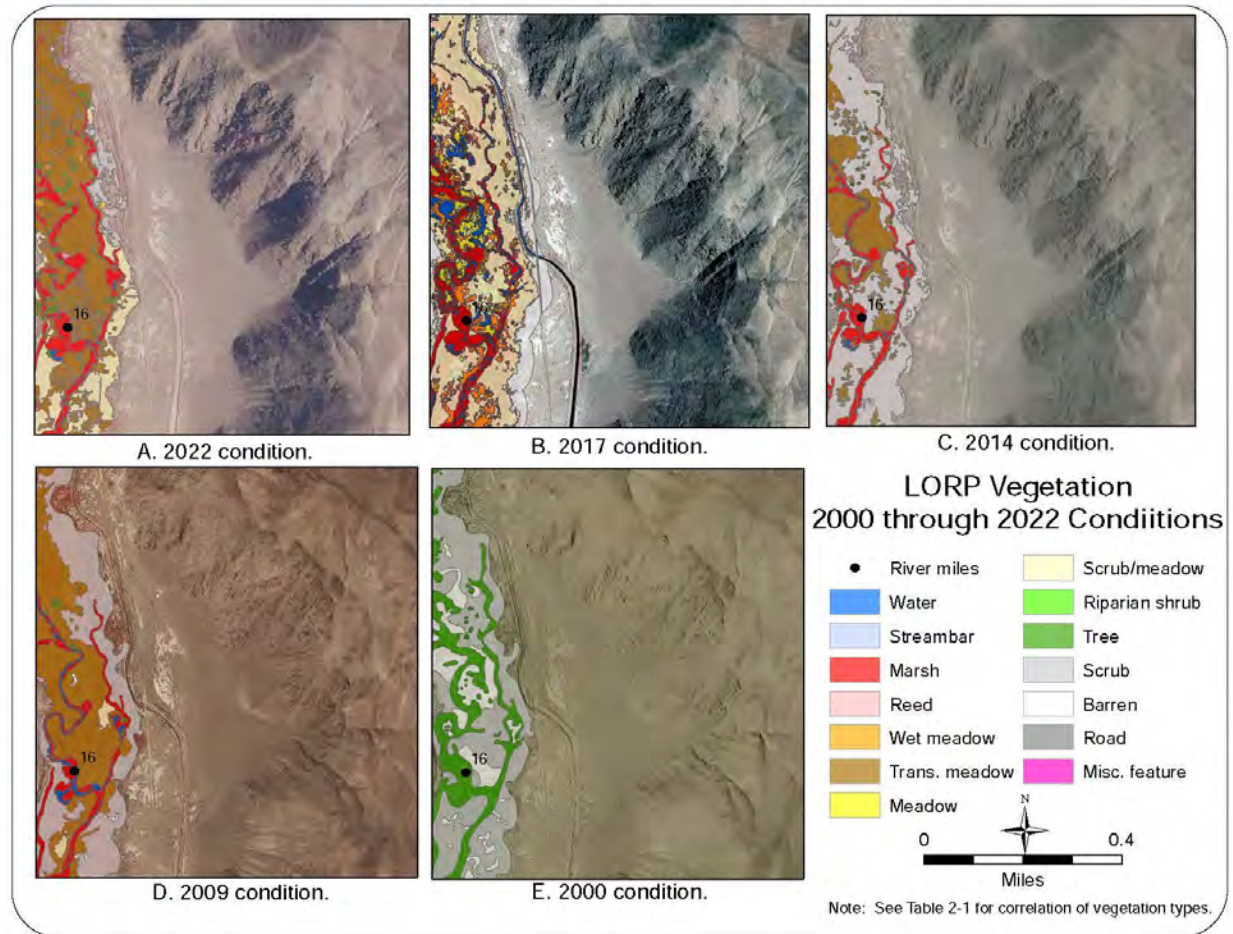 16
16
16
A. 2022 condition.
B. 2017 condition.
C. 2014 condition.
16
16
D. 2009 condition.
E. 2000 condition.
LORP Vegetation
2000 through 2022 Condiitions
River miles
Water
Streambar
Marsh
Reed
Wet meadow
Trans. meadow
Meadow
Scrub/meadow
Riparian shrub
Tree
Scrub
Barren
Road
Misc. feature
N
0 0.4
Miles
Note: See Table 2-1 for correlation of vegetation types.